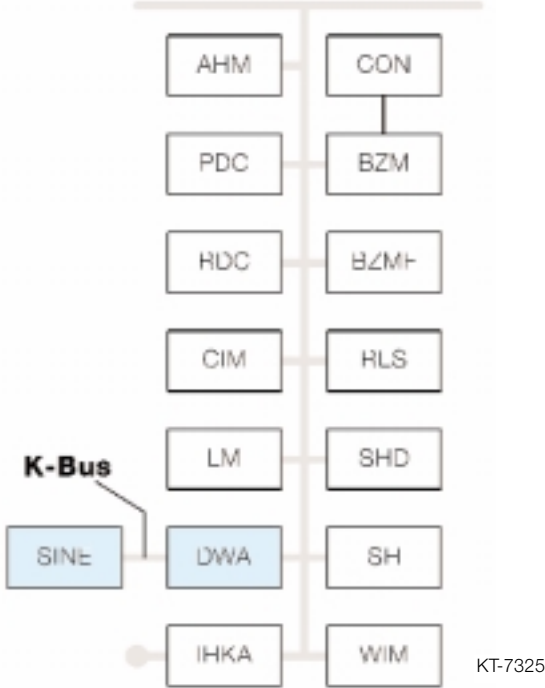 AHM CON
PDC BZM
RDC BZMF
CIM RLS
LM SHD
K-Bus
SINE DWA SH
IHKA WIM
KT-7325